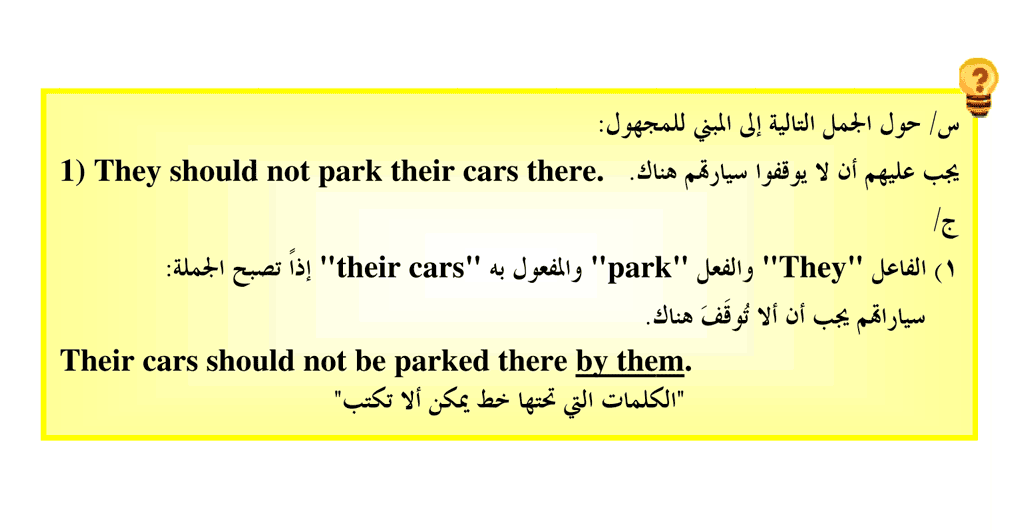 س/ حول الجمل التالية إلى المبني للمجهول:
1) They should not park their cars there. يجب عليهم أن لا يوقفوا سيارتهم هناك.
ج/
١) الفاعل "They" والفعل "park" والمفعول به "their cars" إذاً تصبح الجملة:
سياراتهم يجب أن ألا تُوقَفَ هناك.
Their cars should not be parked there by them.
"الكلمات التي تحتها خط يمكن ألا تكتب"